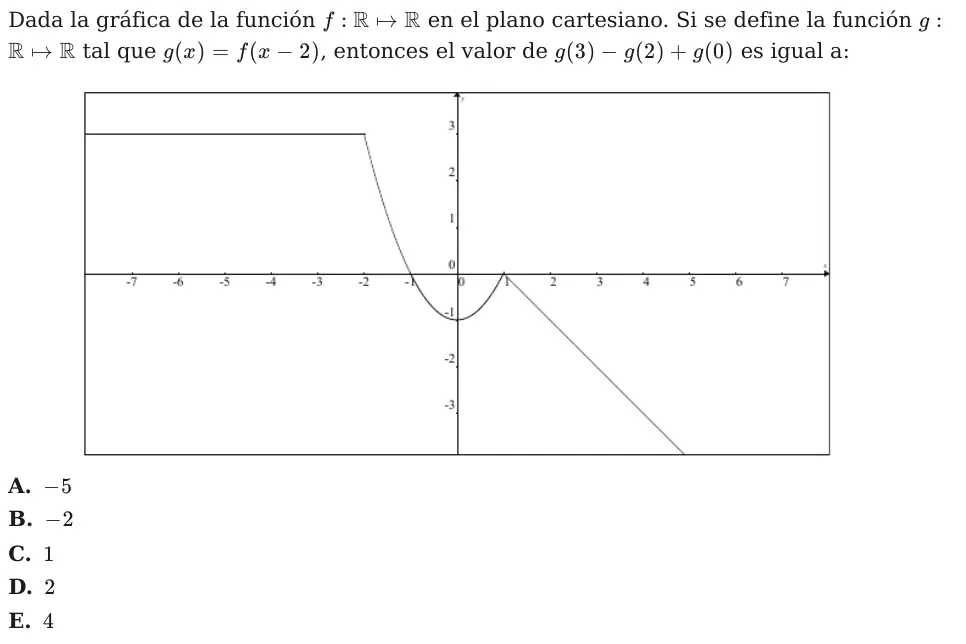 Dada la gráfica de la función f : ℝ ↦ ℝ en el plano cartesiano. Si se define la función g :
ℝ ↦ ℝ tal que g(x) = f(x − 2), entonces el valor de g(3) − g(2) + g(0) es igual a:
y
3
2
1
0
-7 -6 -5 -4 -3 -2 -1 0 1 2 3 4 5 6 7 x
-1
-2
-3
A. −5
B. −2
C. 1
D. 2
E. 4